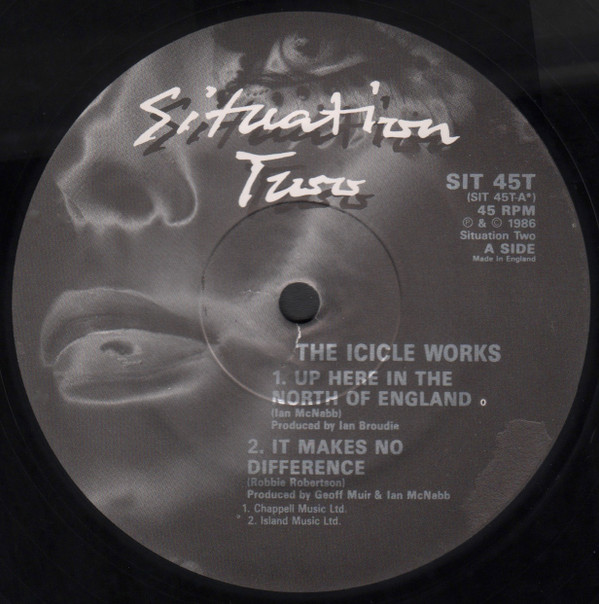 Situation
Two
SIT 45T
(SIT 45T-A*)
45 RPM
℗ & © 1986
Situation Two
A SIDE
Made In England
THE ICICLE WORKS
1. UP HERE IN THE
NORTH OF ENGLAND
(Ian McNabb)
Produced by Ian Broudie
2. IT MAKES NO
DIFFERENCE
(Robbie Robertson)
Produced by Geoff Muir & Ian McNabb
1. Chappell Music Ltd.
2. Island Music Ltd.